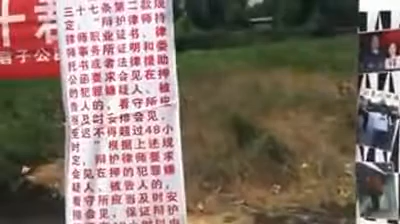 三十七条第二款规
定:“辩护律师持
律师执业证书、律
师事务所证明和委
托书或者法律援助
公函要求会见在押
的犯罪嫌疑人、被
告人的,看守所应
当及时安排会见,
至迟不得超过48小
时。”根据上述规
定,辩护律师要求
会见在押的犯罪嫌
疑人、被告人的,
看守所应当及时安
排会见,保证辩护
君子公